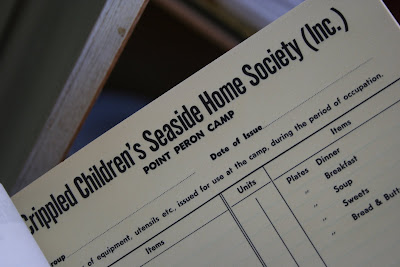 Crippled Children's Seaside Home Society (Inc.)
POINT PERON CAMP
Date of Issue
group
of equipment, utensils etc. issued for use at the camp, during the period of occupation.
Items
Units
Items
Plates Dinner
,, Breakfast
,, Soup
,, Sweets
,, Bread &